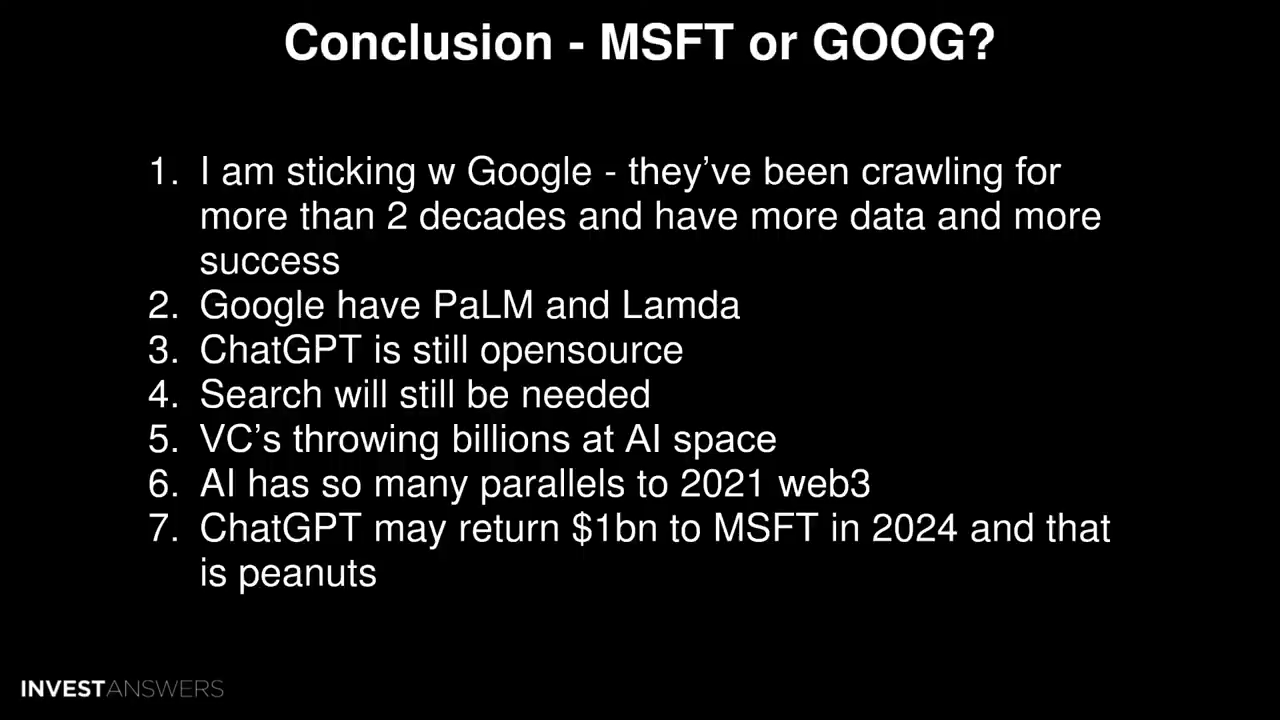 Conclusion - MSFT or GOOG?
1. I am sticking w Google - they’ve been crawling for
more than 2 decades and have more data and more
success
2. Google have PaLM and Lamda
3. ChatGPT is still opensource
4. Search will still be needed
5. VC’s throwing billions at AI space
6. AI has so many parallels to 2021 web3
7. ChatGPT may return $1bn to MSFT in 2024 and that
is peanuts
INVESTANSWERS